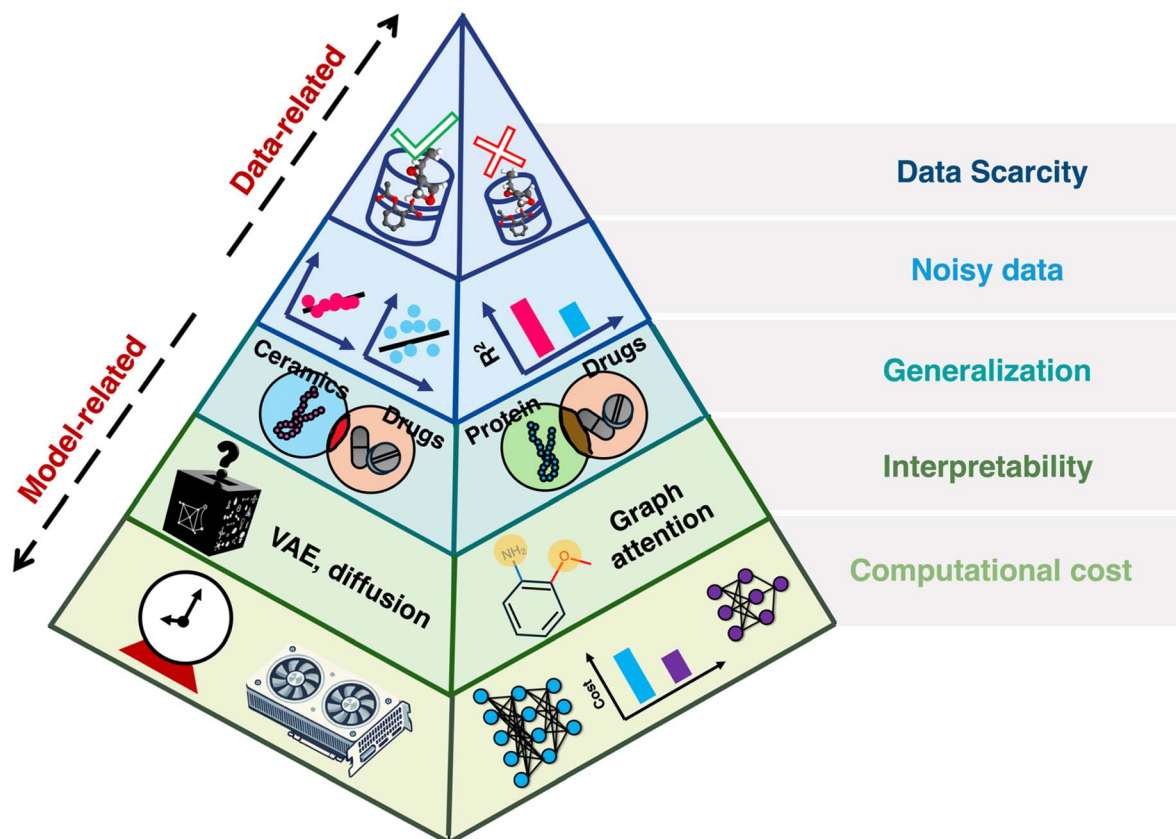 Data-related
Model-related
Data Scarcity
Noisy data
R²
Generalization
Ceramics
Drugs
Protein
Drugs
Interpretability
?
VAE, diffusion
Graph
attention
NH₂
O
Computational cost
Cost